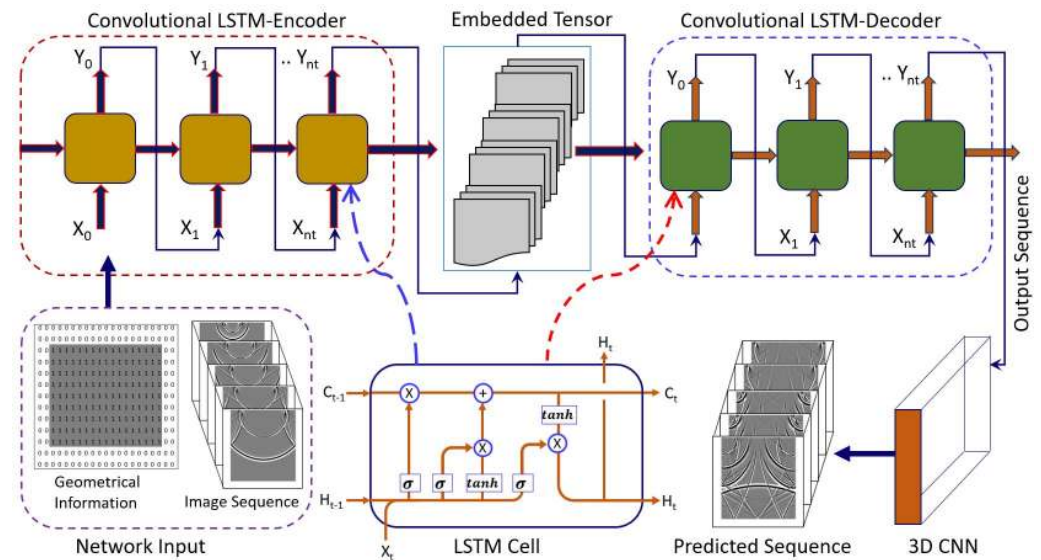 Convolutional LSTM-Encoder
Embedded Tensor
Convolutional LSTM-Decoder
Y0
Y1
.. Ynt
Y0
Y1
.. Ynt
X0
X1
Xnt
X1
Xnt
Output Sequence
Geometrical
Information
Image Sequence
Network Input
Ct-1
Ht-1
Xt
X
+
X
X
σ
σ
tanh
σ
tanh
Ht
Ct
Ht
LSTM Cell
Predicted Sequence
3D CNN